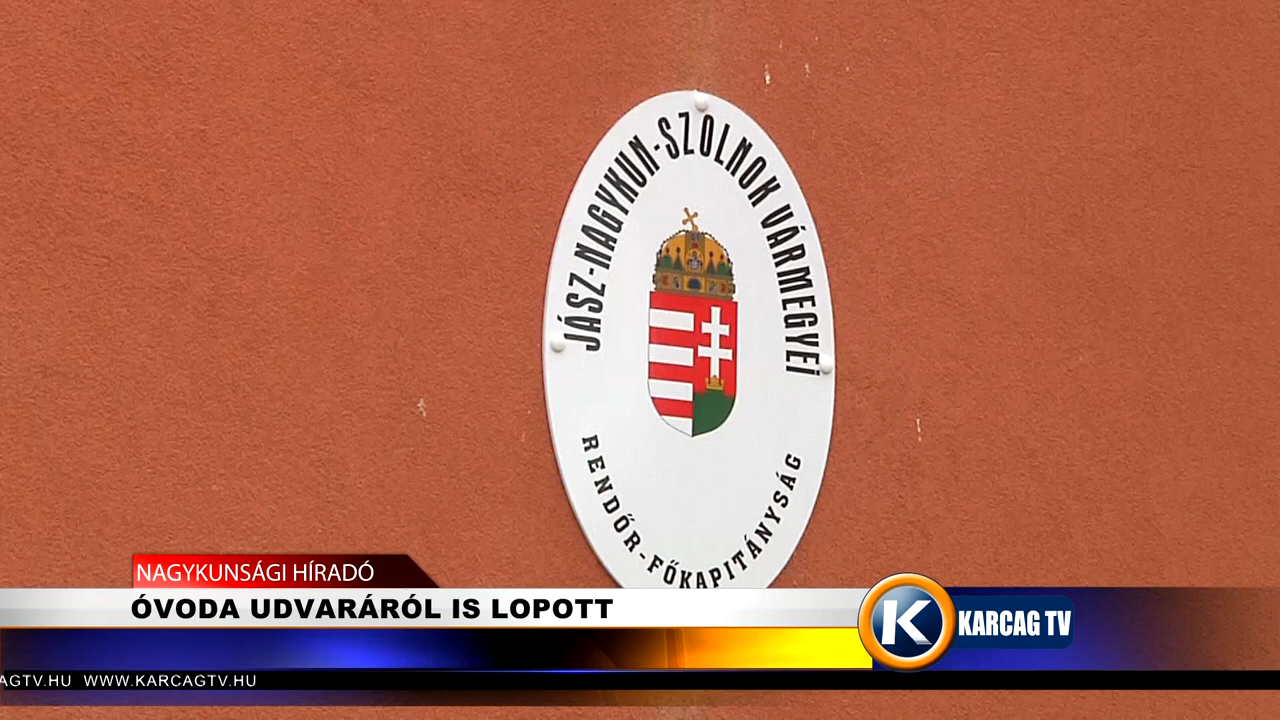 JÁSZ-NAGYKUN-SZOLNOK VÁRMEGYEI
RENDŐR-FŐKAPITÁNYSÁG
NAGYKUNSÁGI HÍRADÓ
ÓVODA UDVARÁRÓL IS LOPOTT
K KARCAG TV
AGTV.HU WWW.KARCAGTV.HU